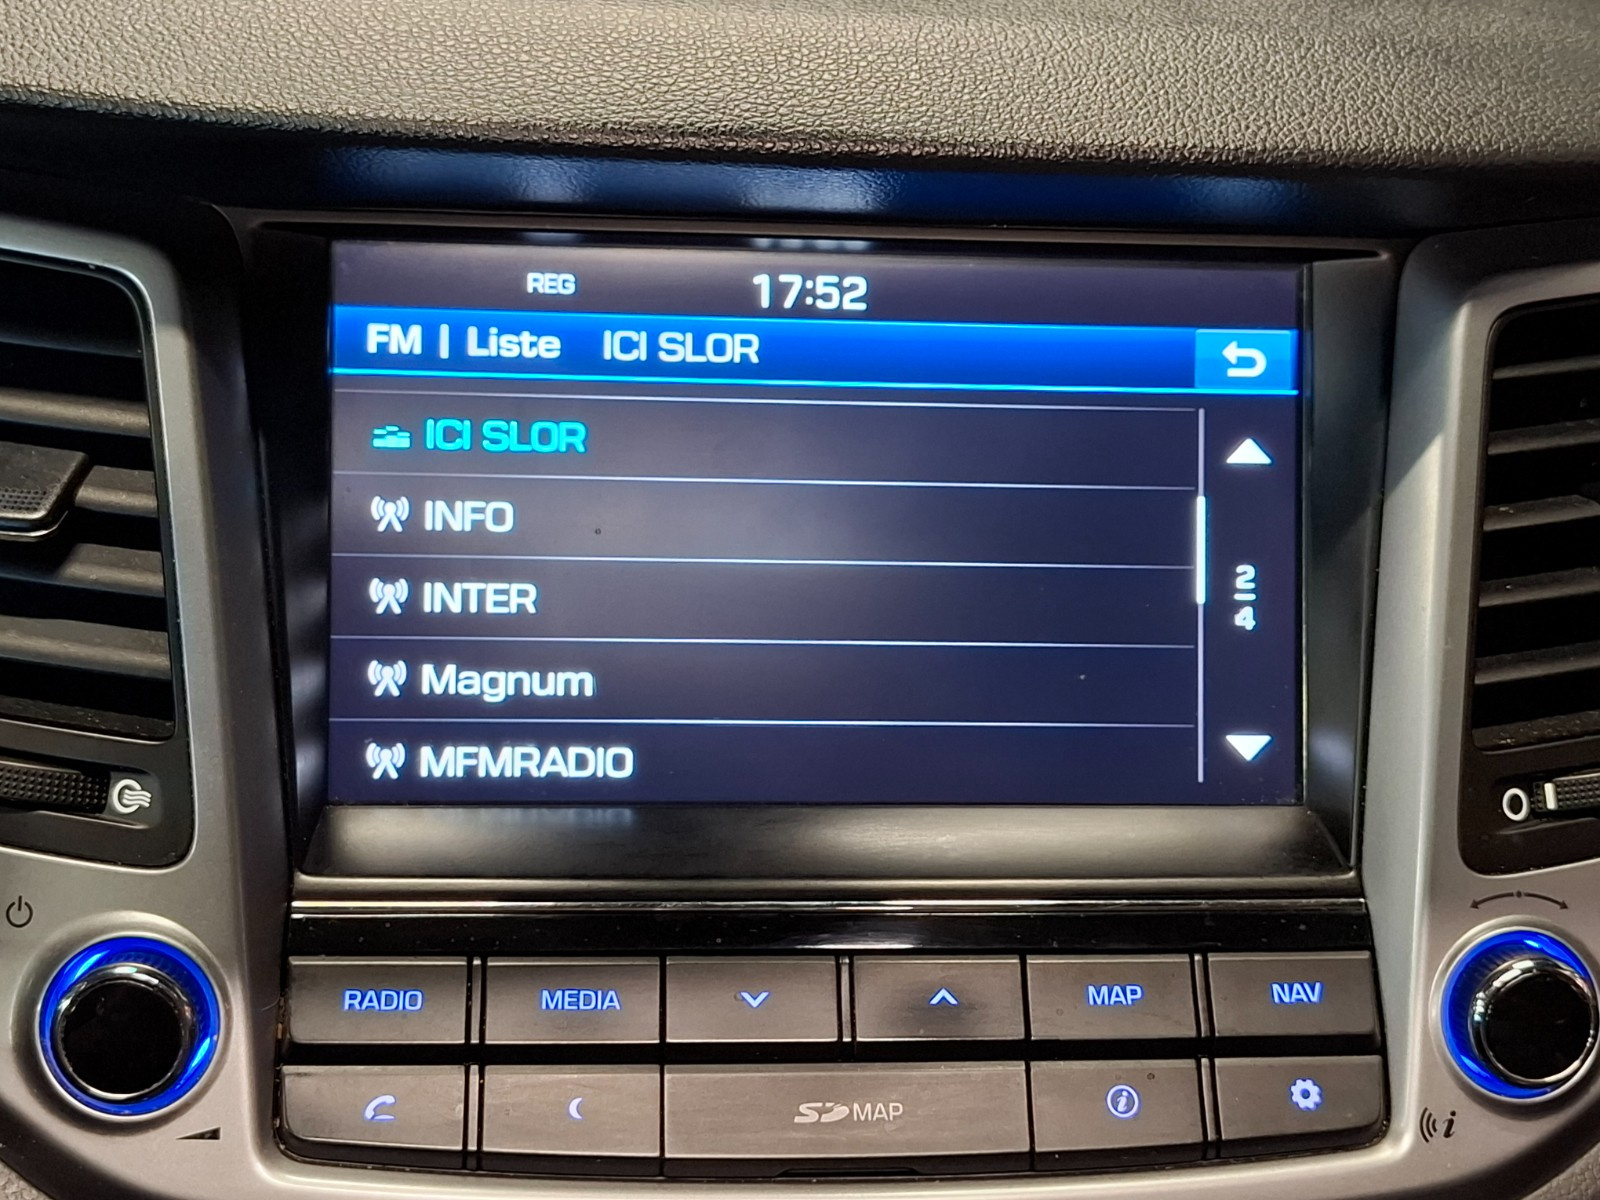 REG 17:52
FM | Liste ICI SLOR
ICI SLOR
INFO
INTER
Magnum
MFMRADIO
2
4
RADIO MEDIA MAP NAV
SD MAP i
i